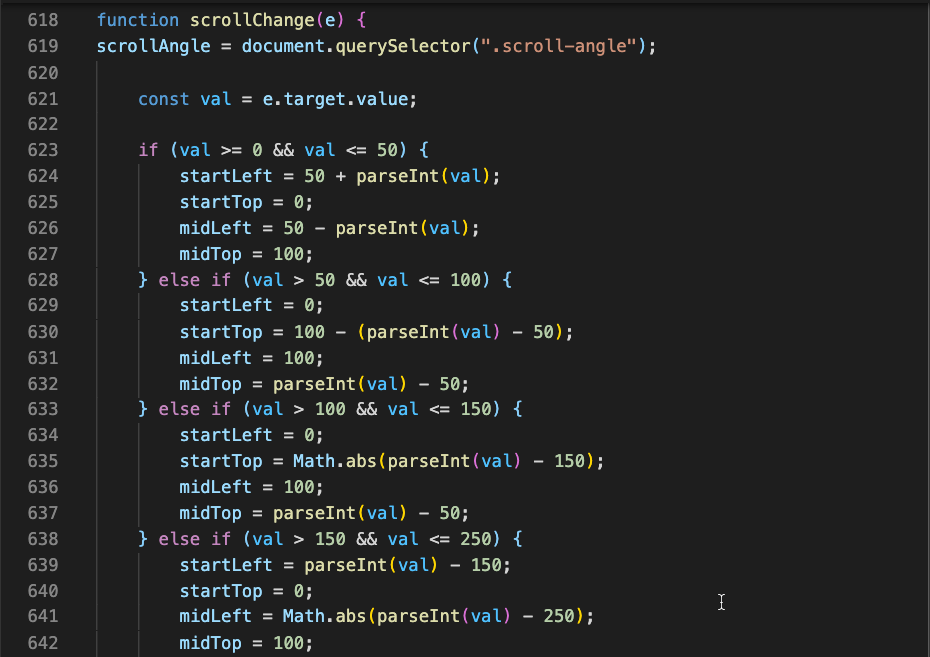 618 function scrollChange(e) {
619 scrollAngle = document.querySelector(".scroll-angle");
620
621     const val = e.target.value;
622
623     if (val >= 0 && val <= 50) {
624         startLeft = 50 + parseInt(val);
625         startTop = 0;
626         midLeft = 50 - parseInt(val);
627         midTop = 100;
628     } else if (val > 50 && val <= 100) {
629         startLeft = 0;
630         startTop = 100 - (parseInt(val) - 50);
631         midLeft = 100;
632         midTop = parseInt(val) - 50;
633     } else if (val > 100 && val <= 150) {
634         startLeft = 0;
635         startTop = Math.abs(parseInt(val) - 150);
636         midLeft = 100;
637         midTop = parseInt(val) - 50;
638     } else if (val > 150 && val <= 250) {
639         startLeft = parseInt(val) - 150;
640         startTop = 0;
641         midLeft = Math.abs(parseInt(val) - 250);
642         midTop = 100;